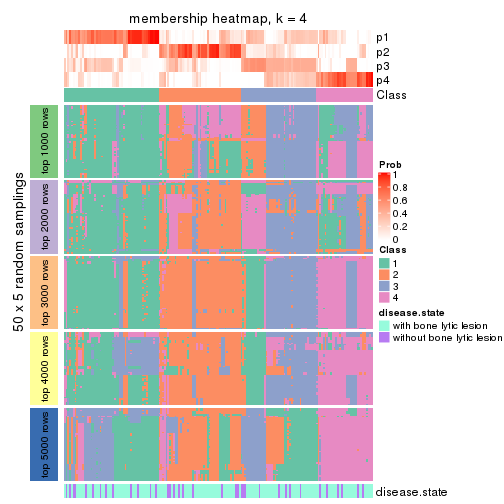 membership heatmap, k = 4
p1
p2
p3
p4
Class
50 x 5 random samplings
top 1000 rows
top 2000 rows
top 3000 rows
top 4000 rows
top 5000 rows
disease.state
Prob
1
0.8
0.6
0.4
0.2
0
Class
1
2
3
4
disease.state
with bone lytic lesion
without bone lytic lesion